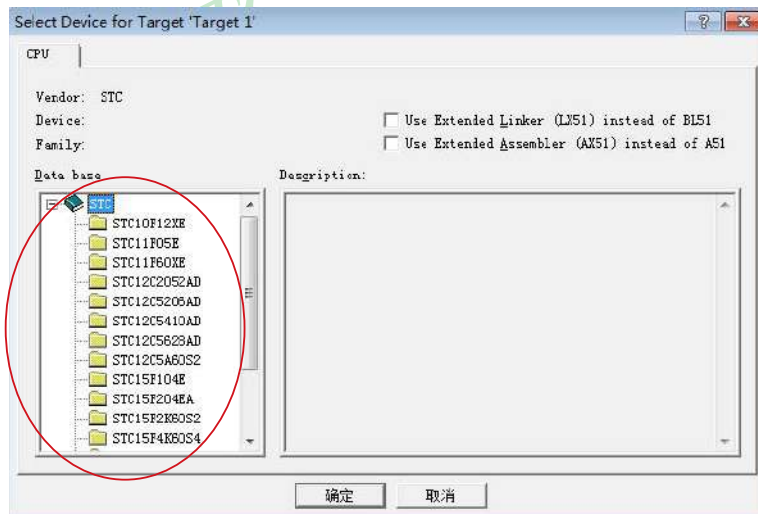 Select Device for Target 'Target 1'
CPU
Vendor: STC
Device:
Family:
Use Extended Linker (LX51) instead of BL51
Use Extended Assembler (AX51) instead of A51
Data base
Description:
STC
STC10F12XE
STC11F05E
STC11F60XE
STC12C2052AD
STC12C5206AD
STC12C5410AD
STC12C5628AD
STC12C5A60S2
STC15F104E
STC15F204EA
STC15F2K60S2
STC15F4K60S4
确定
取消